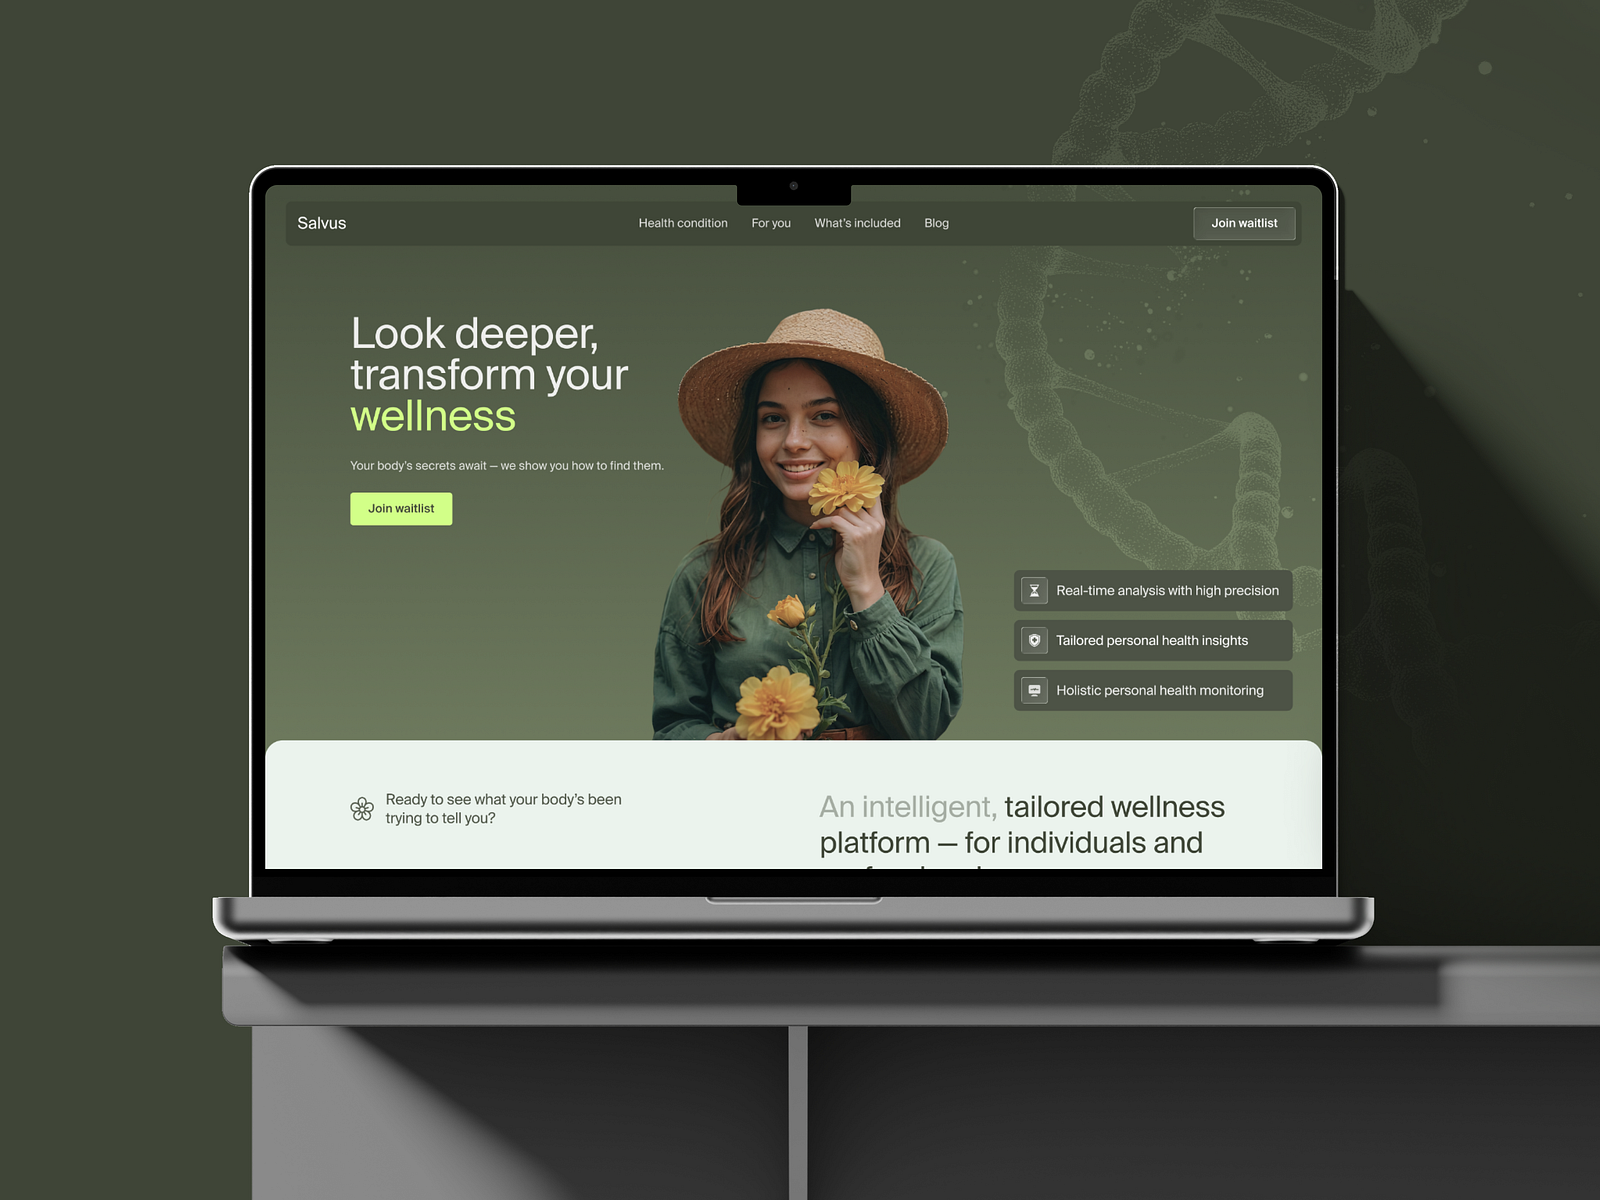 Salvus
Health condition
For you
What's included
Blog
Join waitlist
Look deeper,
transform your
wellness
Your body's secrets await — we show you how to find them.
Join waitlist
Real-time analysis with high precision
Tailored personal health insights
Holistic personal health monitoring
Ready to see what your body's been
trying to tell you?
An intelligent, tailored wellness
platform — for individuals and